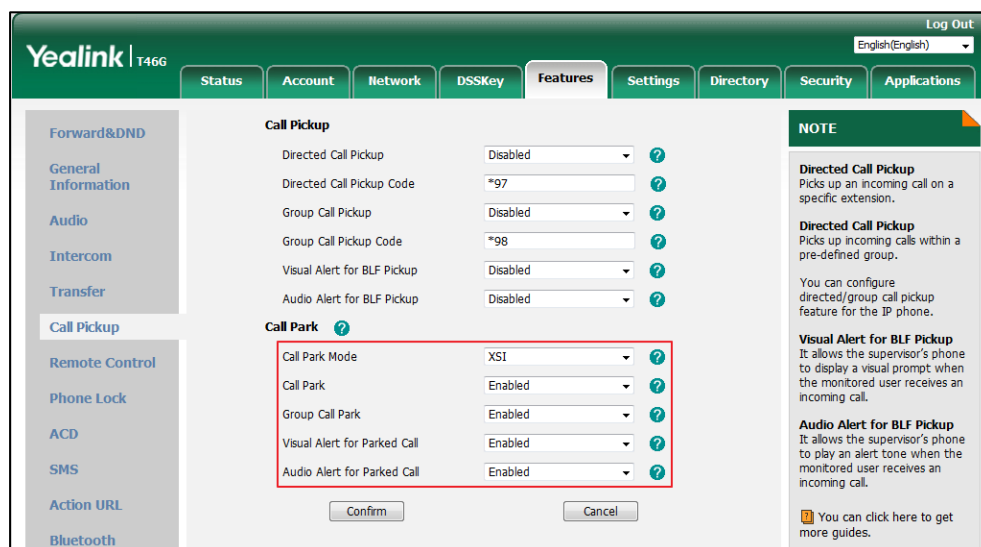 Log Out
English(English)
Yealink T46G
Status Account Network DSSKey Features Settings Directory Security Applications
Forward&DND
General
Information
Audio
Intercom
Transfer
Call Pickup
Remote Control
Phone Lock
ACD
SMS
Action URL
Bluetooth
Call Pickup
Directed Call Pickup Disabled ?
Directed Call Pickup Code *97 ?
Group Call Pickup Disabled ?
Group Call Pickup Code *98 ?
Visual Alert for BLF Pickup Disabled ?
Audio Alert for BLF Pickup Disabled ?
Call Park ?
Call Park Mode XSI ?
Call Park Enabled ?
Group Call Park Enabled ?
Visual Alert for Parked Call Enabled ?
Audio Alert for Parked Call Enabled ?
Confirm Cancel
NOTE
Directed Call Pickup
Picks up an incoming call on a
specific extension.
Directed Call Pickup
Picks up incoming calls within a
pre-defined group.
You can configure
directed/group call pickup
feature for the IP phone.
Visual Alert for BLF Pickup
It allows the supervisor's phone
to display a visual prompt when
the monitored user receives an
incoming call.
Audio Alert for BLF Pickup
It allows the supervisor's phone
to play an alert tone when the
monitored user receives an
incoming call.
? You can click here to get
more guides.